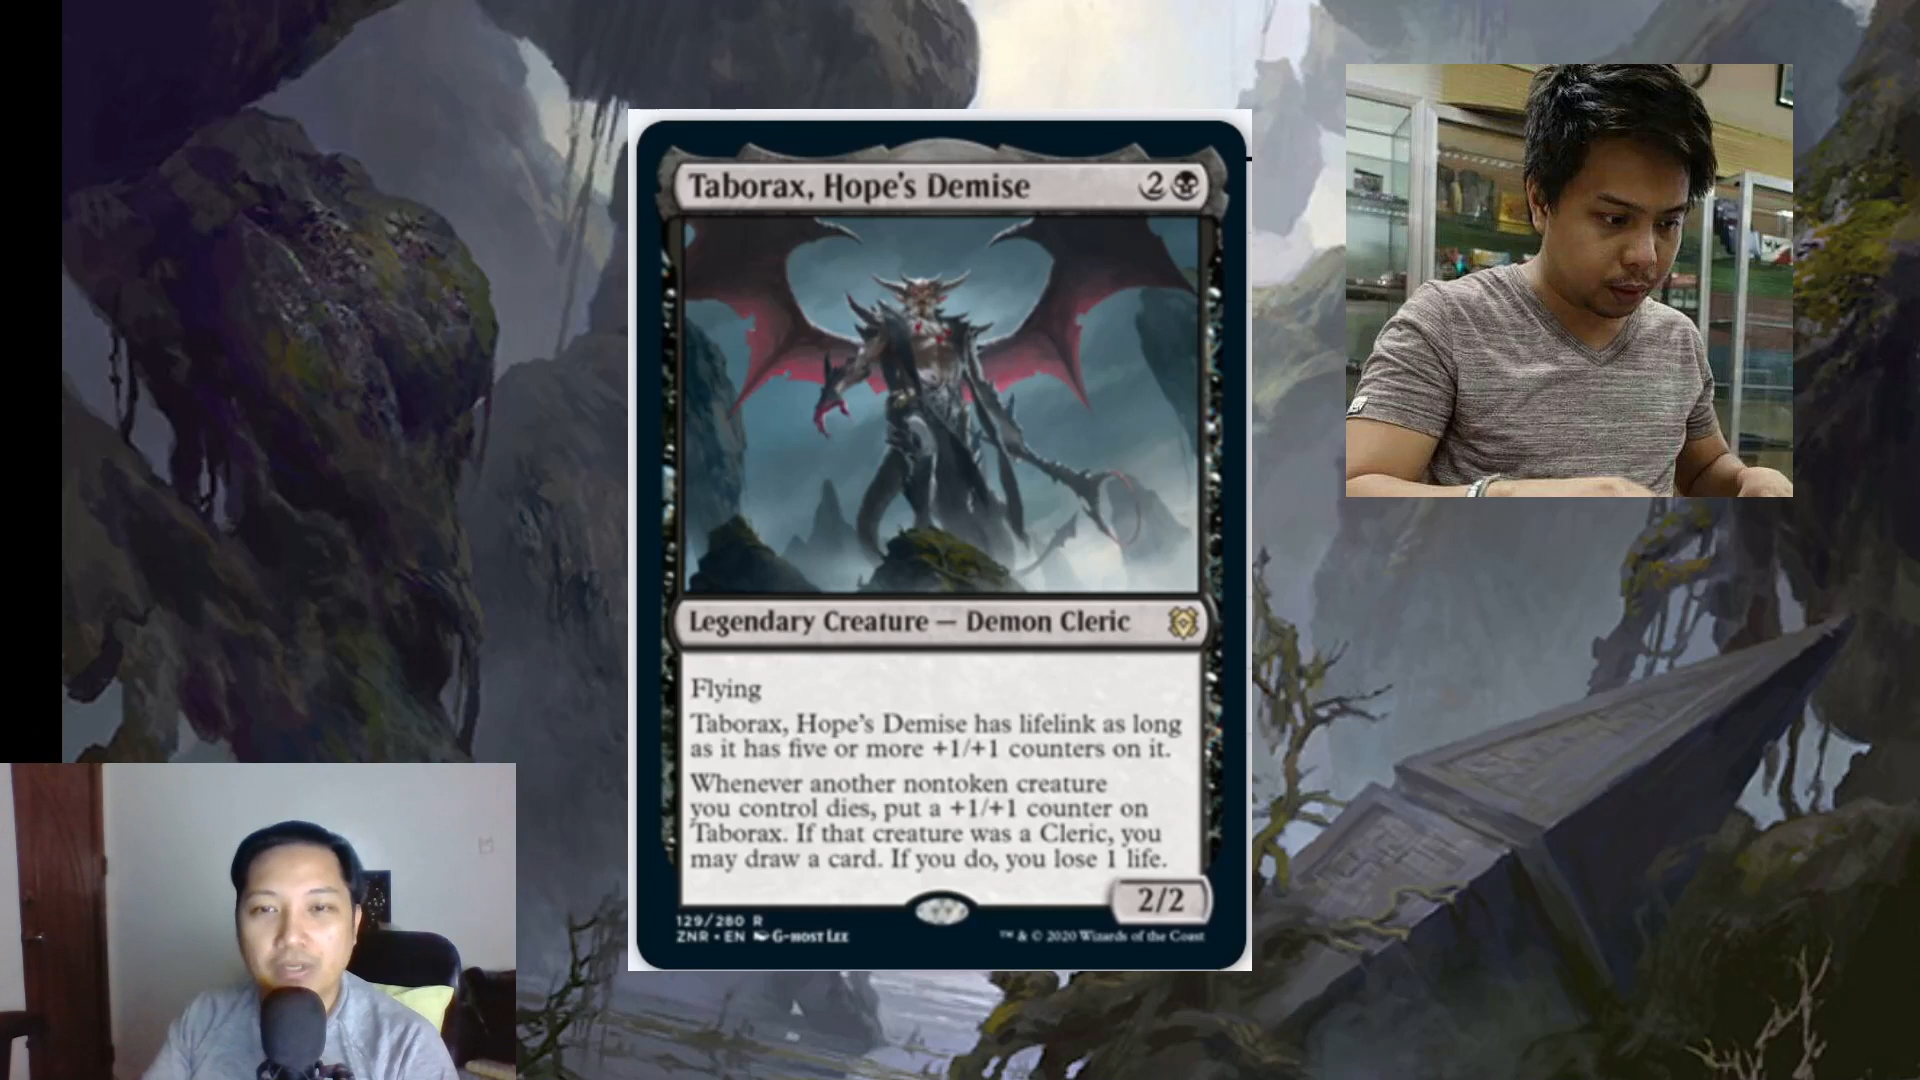 Taborax, Hope's Demise 2
Legendary Creature — Demon Cleric
Flying
Taborax, Hope's Demise has lifelink as long
as it has five or more +1/+1 counters on it.
Whenever another nontoken creature
you control dies, put a +1/+1 counter on
Taborax. If that creature was a Cleric, you
may draw a card. If you do, you lose 1 life.
2/2
129/280 R
ZNR • EN G-host Lee
™ & © 2020 Wizards of the Coast